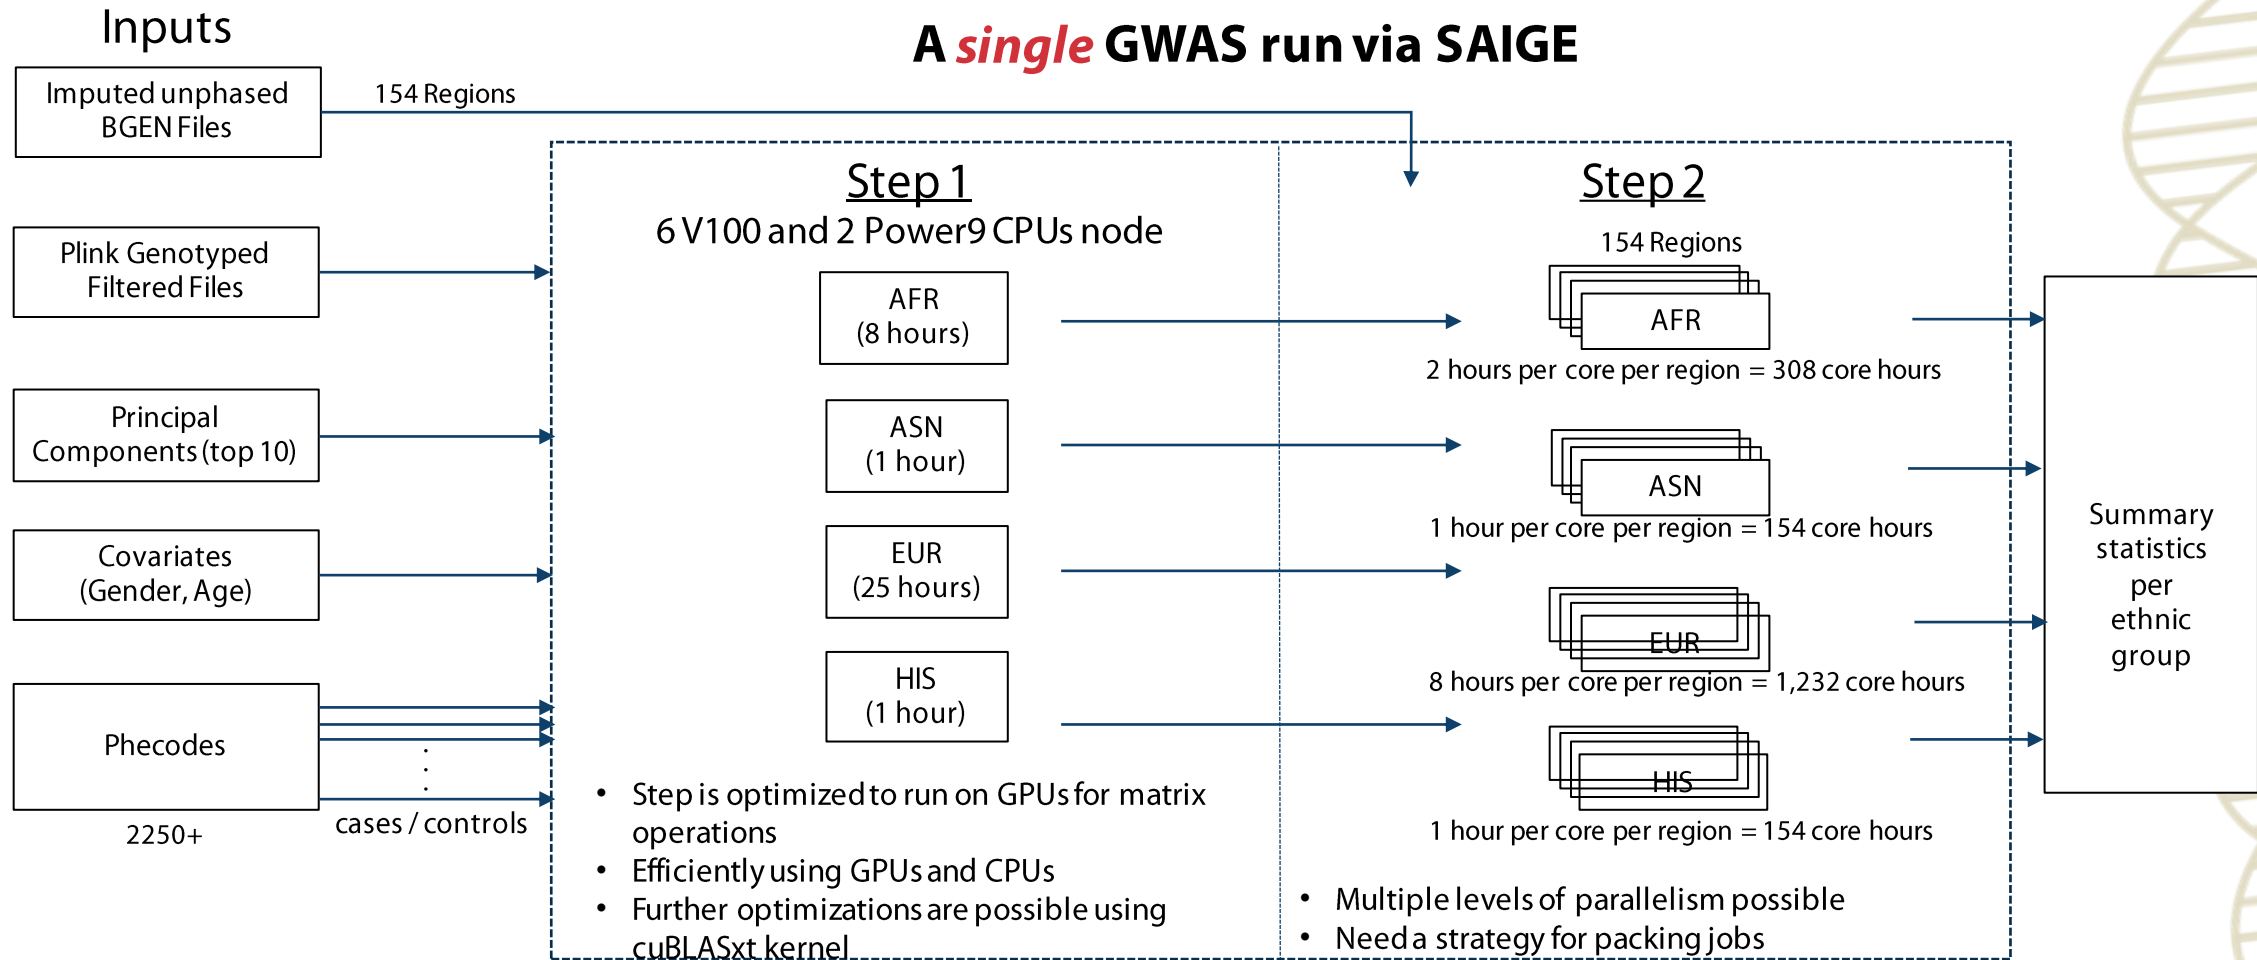 Inputs
A single GWAS run via SAIGE
Imputed unphased
BGEN Files
154 Regions
Plink Genotyped
Filtered Files
Principal
Components (top 10)
Covariates
(Gender, Age)
Phecodes
2250+
cases / controls
Step 1
6 V100 and 2 Power9 CPUs node
AFR
(8 hours)
ASN
(1 hour)
EUR
(25 hours)
HIS
(1 hour)
• Step is optimized to run on GPUs for matrix
operations
• Efficiently using GPUs and CPUs
• Further optimizations are possible using
cuBLASxt kernel
Step 2
154 Regions
AFR
2 hours per core per region = 308 core hours
ASN
1 hour per core per region = 154 core hours
EUR
8 hours per core per region = 1,232 core hours
HIS
1 hour per core per region = 154 core hours
• Multiple levels of parallelism possible
• Need a strategy for packing jobs
Summary
statistics
per
ethnic
group